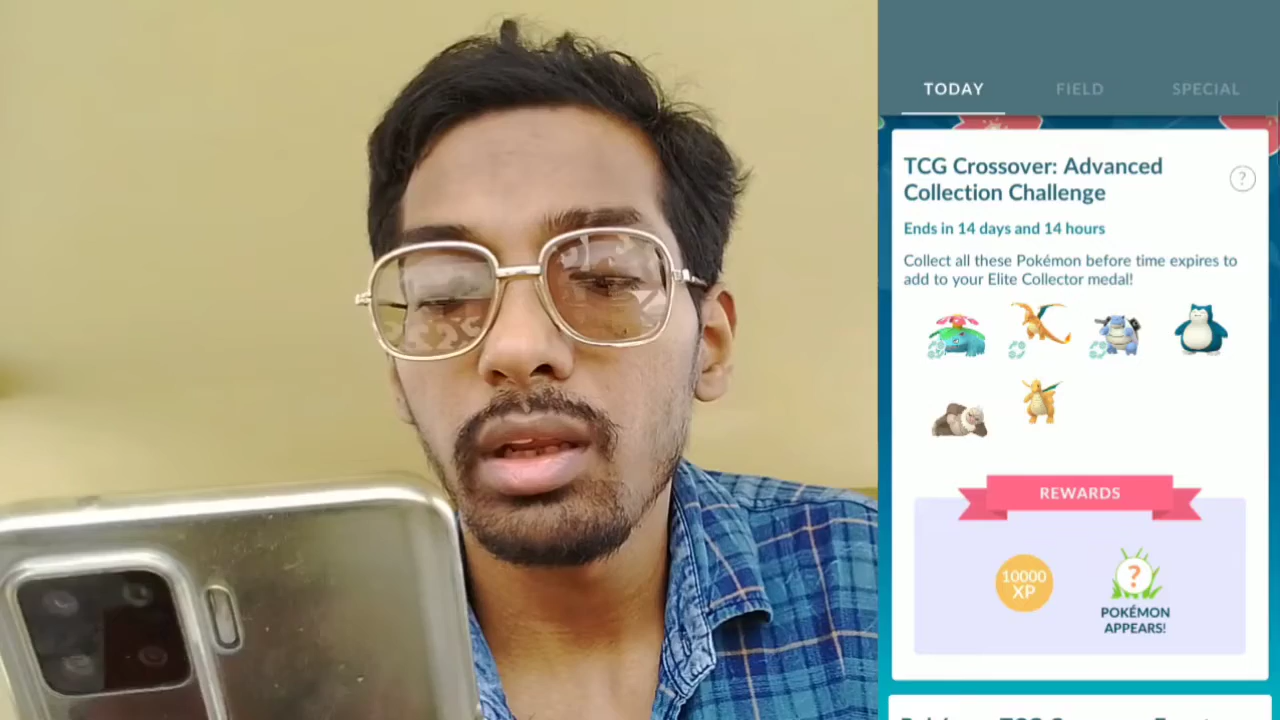 TODAY
FIELD
SPECIAL
TCG Crossover: Advanced
Collection Challenge
?
Ends in 14 days and 14 hours
Collect all these Pokémon before time expires to
add to your Elite Collector medal!
REWARDS
10000
XP
?
POKÉMON
APPEARS!